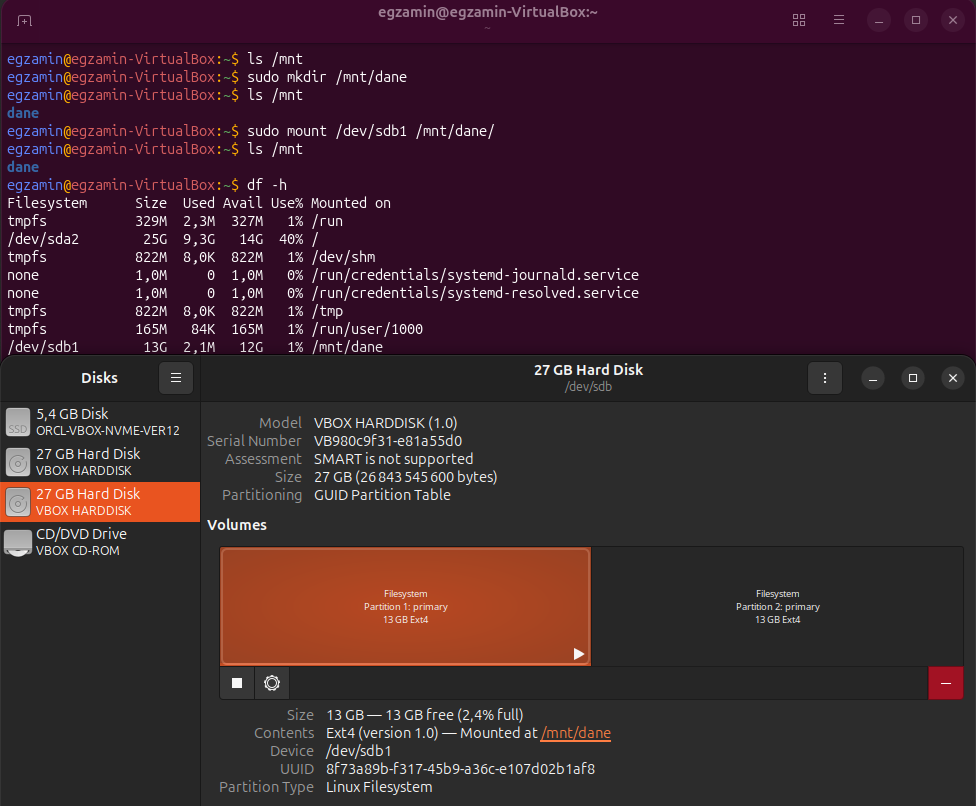 egzamin@egzamin-VirtualBox:~
~
egzamin@egzamin-VirtualBox:~$ ls /mnt
egzamin@egzamin-VirtualBox:~$ sudo mkdir /mnt/dane
egzamin@egzamin-VirtualBox:~$ ls /mnt
dane
egzamin@egzamin-VirtualBox:~$ sudo mount /dev/sdb1 /mnt/dane/
egzamin@egzamin-VirtualBox:~$ ls /mnt
dane
egzamin@egzamin-VirtualBox:~$ df -h
Filesystem      Size  Used Avail Use% Mounted on
tmpfs           329M  2,3M  327M   1% /run
/dev/sda2        25G  9,3G   14G  40% /
tmpfs           822M  8,0K  822M   1% /dev/shm
none            1,0M     0  1,0M   0% /run/credentials/systemd-journald.service
none            1,0M     0  1,0M   0% /run/credentials/systemd-resolved.service
tmpfs           822M  8,0K  822M   1% /tmp
tmpfs           165M   84K  165M   1% /run/user/1000
/dev/sdb1        13G  2,1M   12G   1% /mnt/dane
Disks
27 GB Hard Disk
/dev/sdb
5,4 GB Disk
SSD
ORCL-VBOX-NVME-VER12
27 GB Hard Disk
VBOX HARDDISK
27 GB Hard Disk
VBOX HARDDISK
CD/DVD Drive
VBOX CD-ROM
Model VBOX HARDDISK (1.0)
Serial Number VB980c9f31-e81a55d0
Assessment SMART is not supported
Size 27 GB (26 843 545 600 bytes)
Partitioning GUID Partition Table
Volumes
Filesystem
Partition 1: primary
13 GB Ext4
Filesystem
Partition 2: primary
13 GB Ext4
Size 13 GB — 13 GB free (2,4% full)
Contents Ext4 (version 1.0) — Mounted at /mnt/dane
Device /dev/sdb1
UUID 8f73a89b-f317-45b9-a36c-e107d02b1af8
Partition Type Linux Filesystem